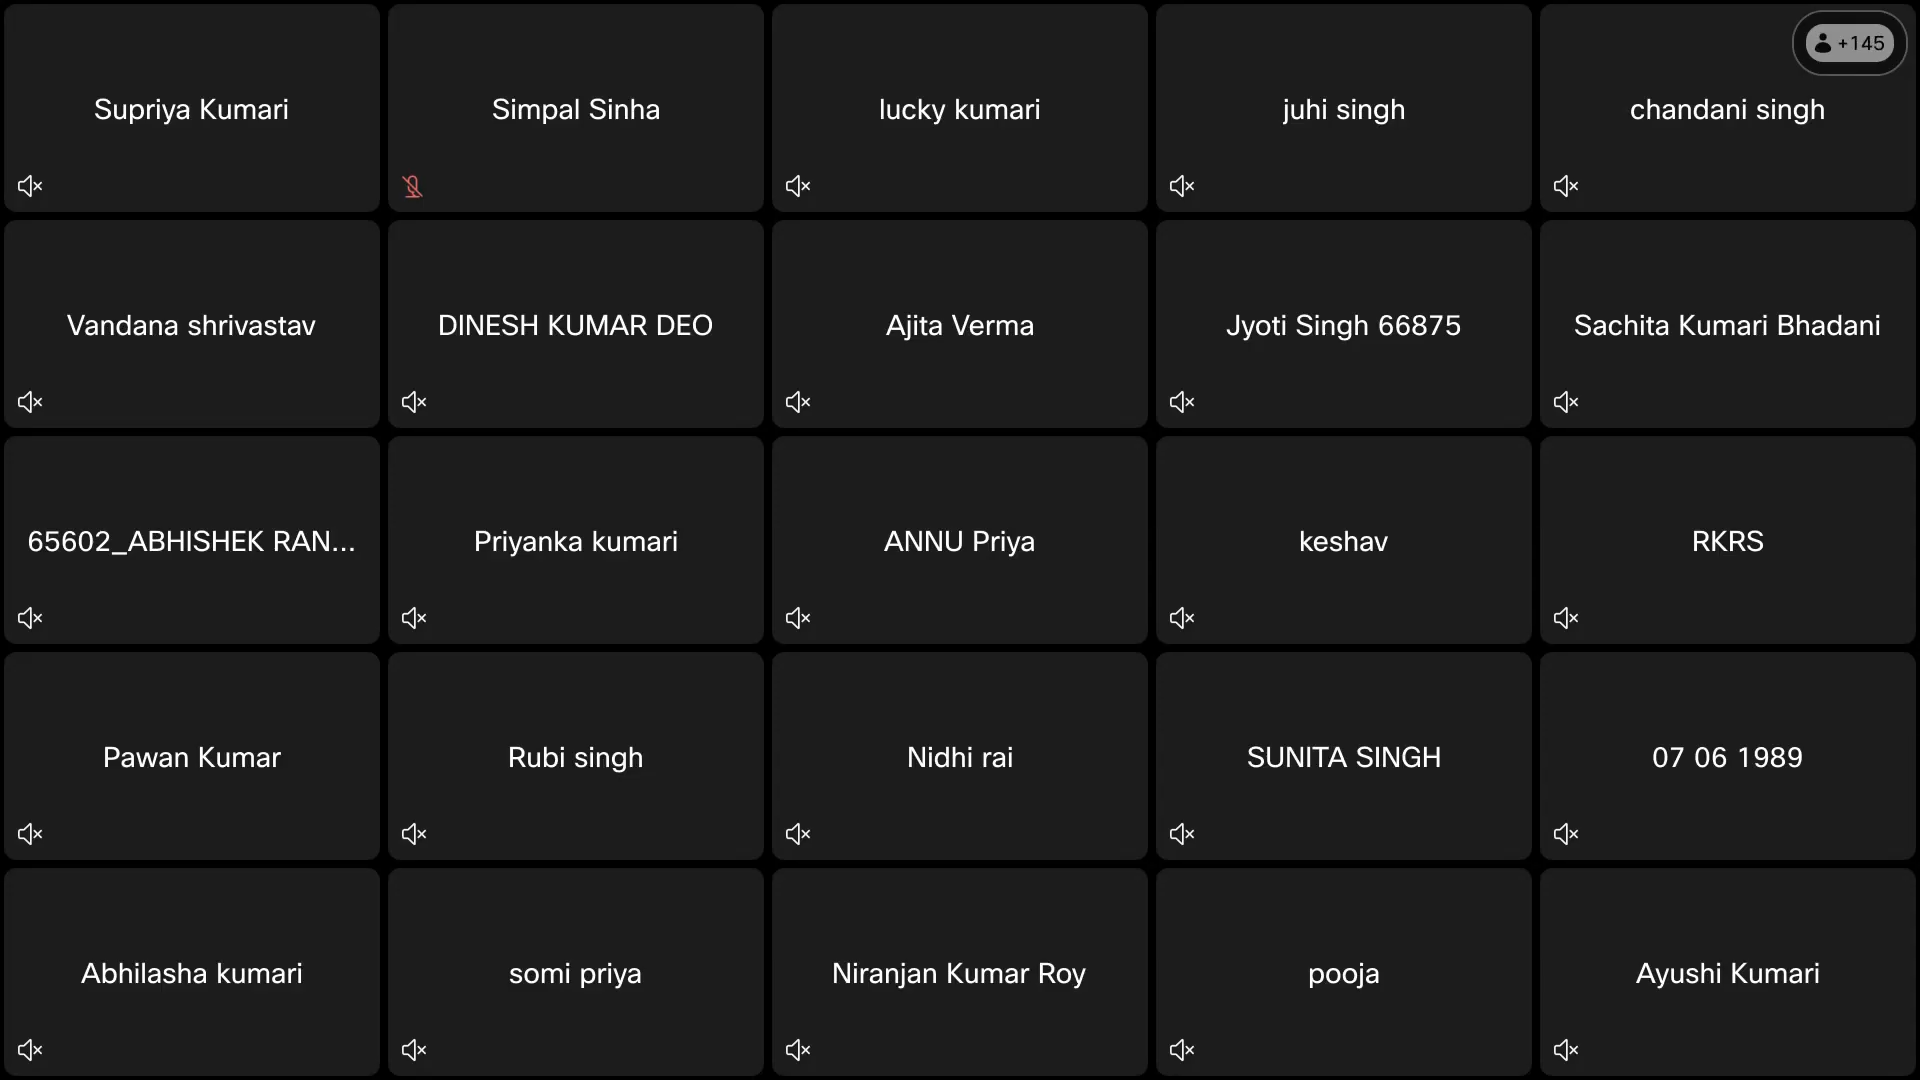 +145
Supriya Kumari
Simpal Sinha
lucky kumari
juhi singh
chandani singh
Vandana shrivastav
DINESH KUMAR DEO
Ajita Verma
Jyoti Singh 66875
Sachita Kumari Bhadani
65602_ABHISHEK RAN...
Priyanka kumari
ANNU Priya
keshav
RKRS
Pawan Kumar
Rubi singh
Nidhi rai
SUNITA SINGH
07 06 1989
Abhilasha kumari
somi priya
Niranjan Kumar Roy
pooja
Ayushi Kumari